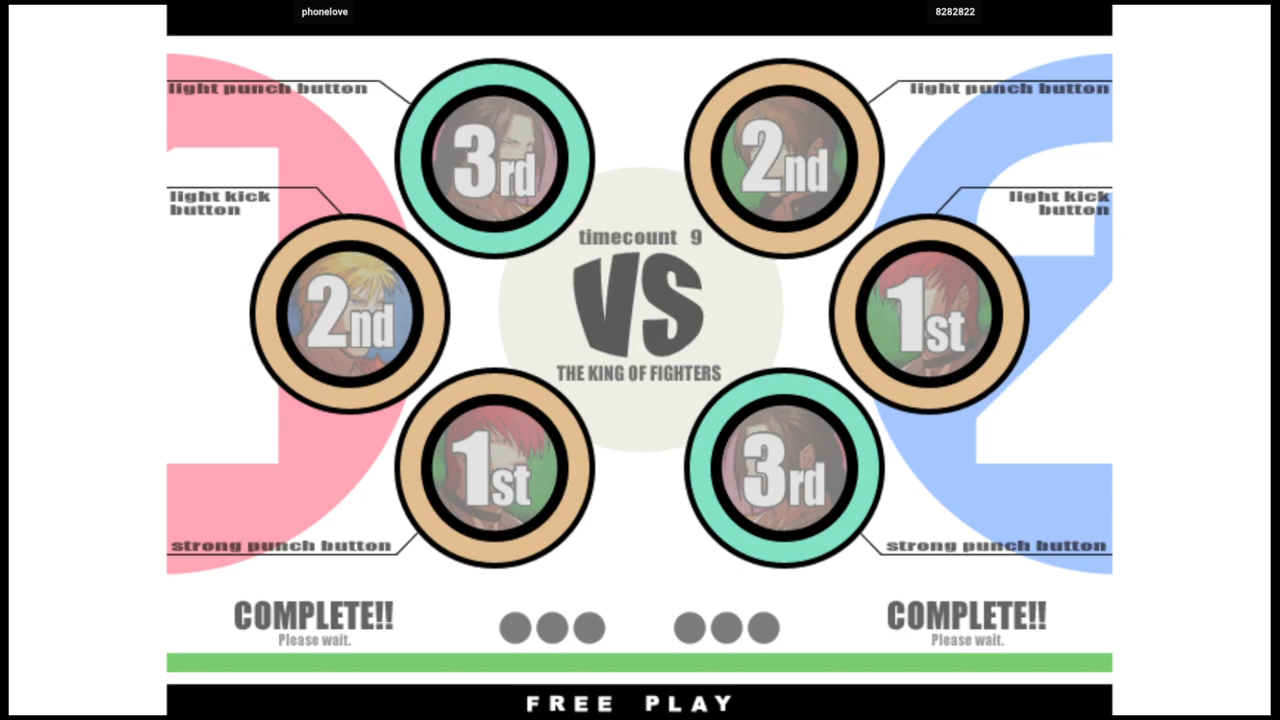 phonelove
8282822
light punch button
light punch button
3rd
2nd
light kick
button
light kick
button
timecount 9
VS
THE KING OF FIGHTERS
2nd
1st
1st
3rd
strong punch button
strong punch button
COMPLETE!!
Please wait.
COMPLETE!!
Please wait.
FREE PLAY
1
2